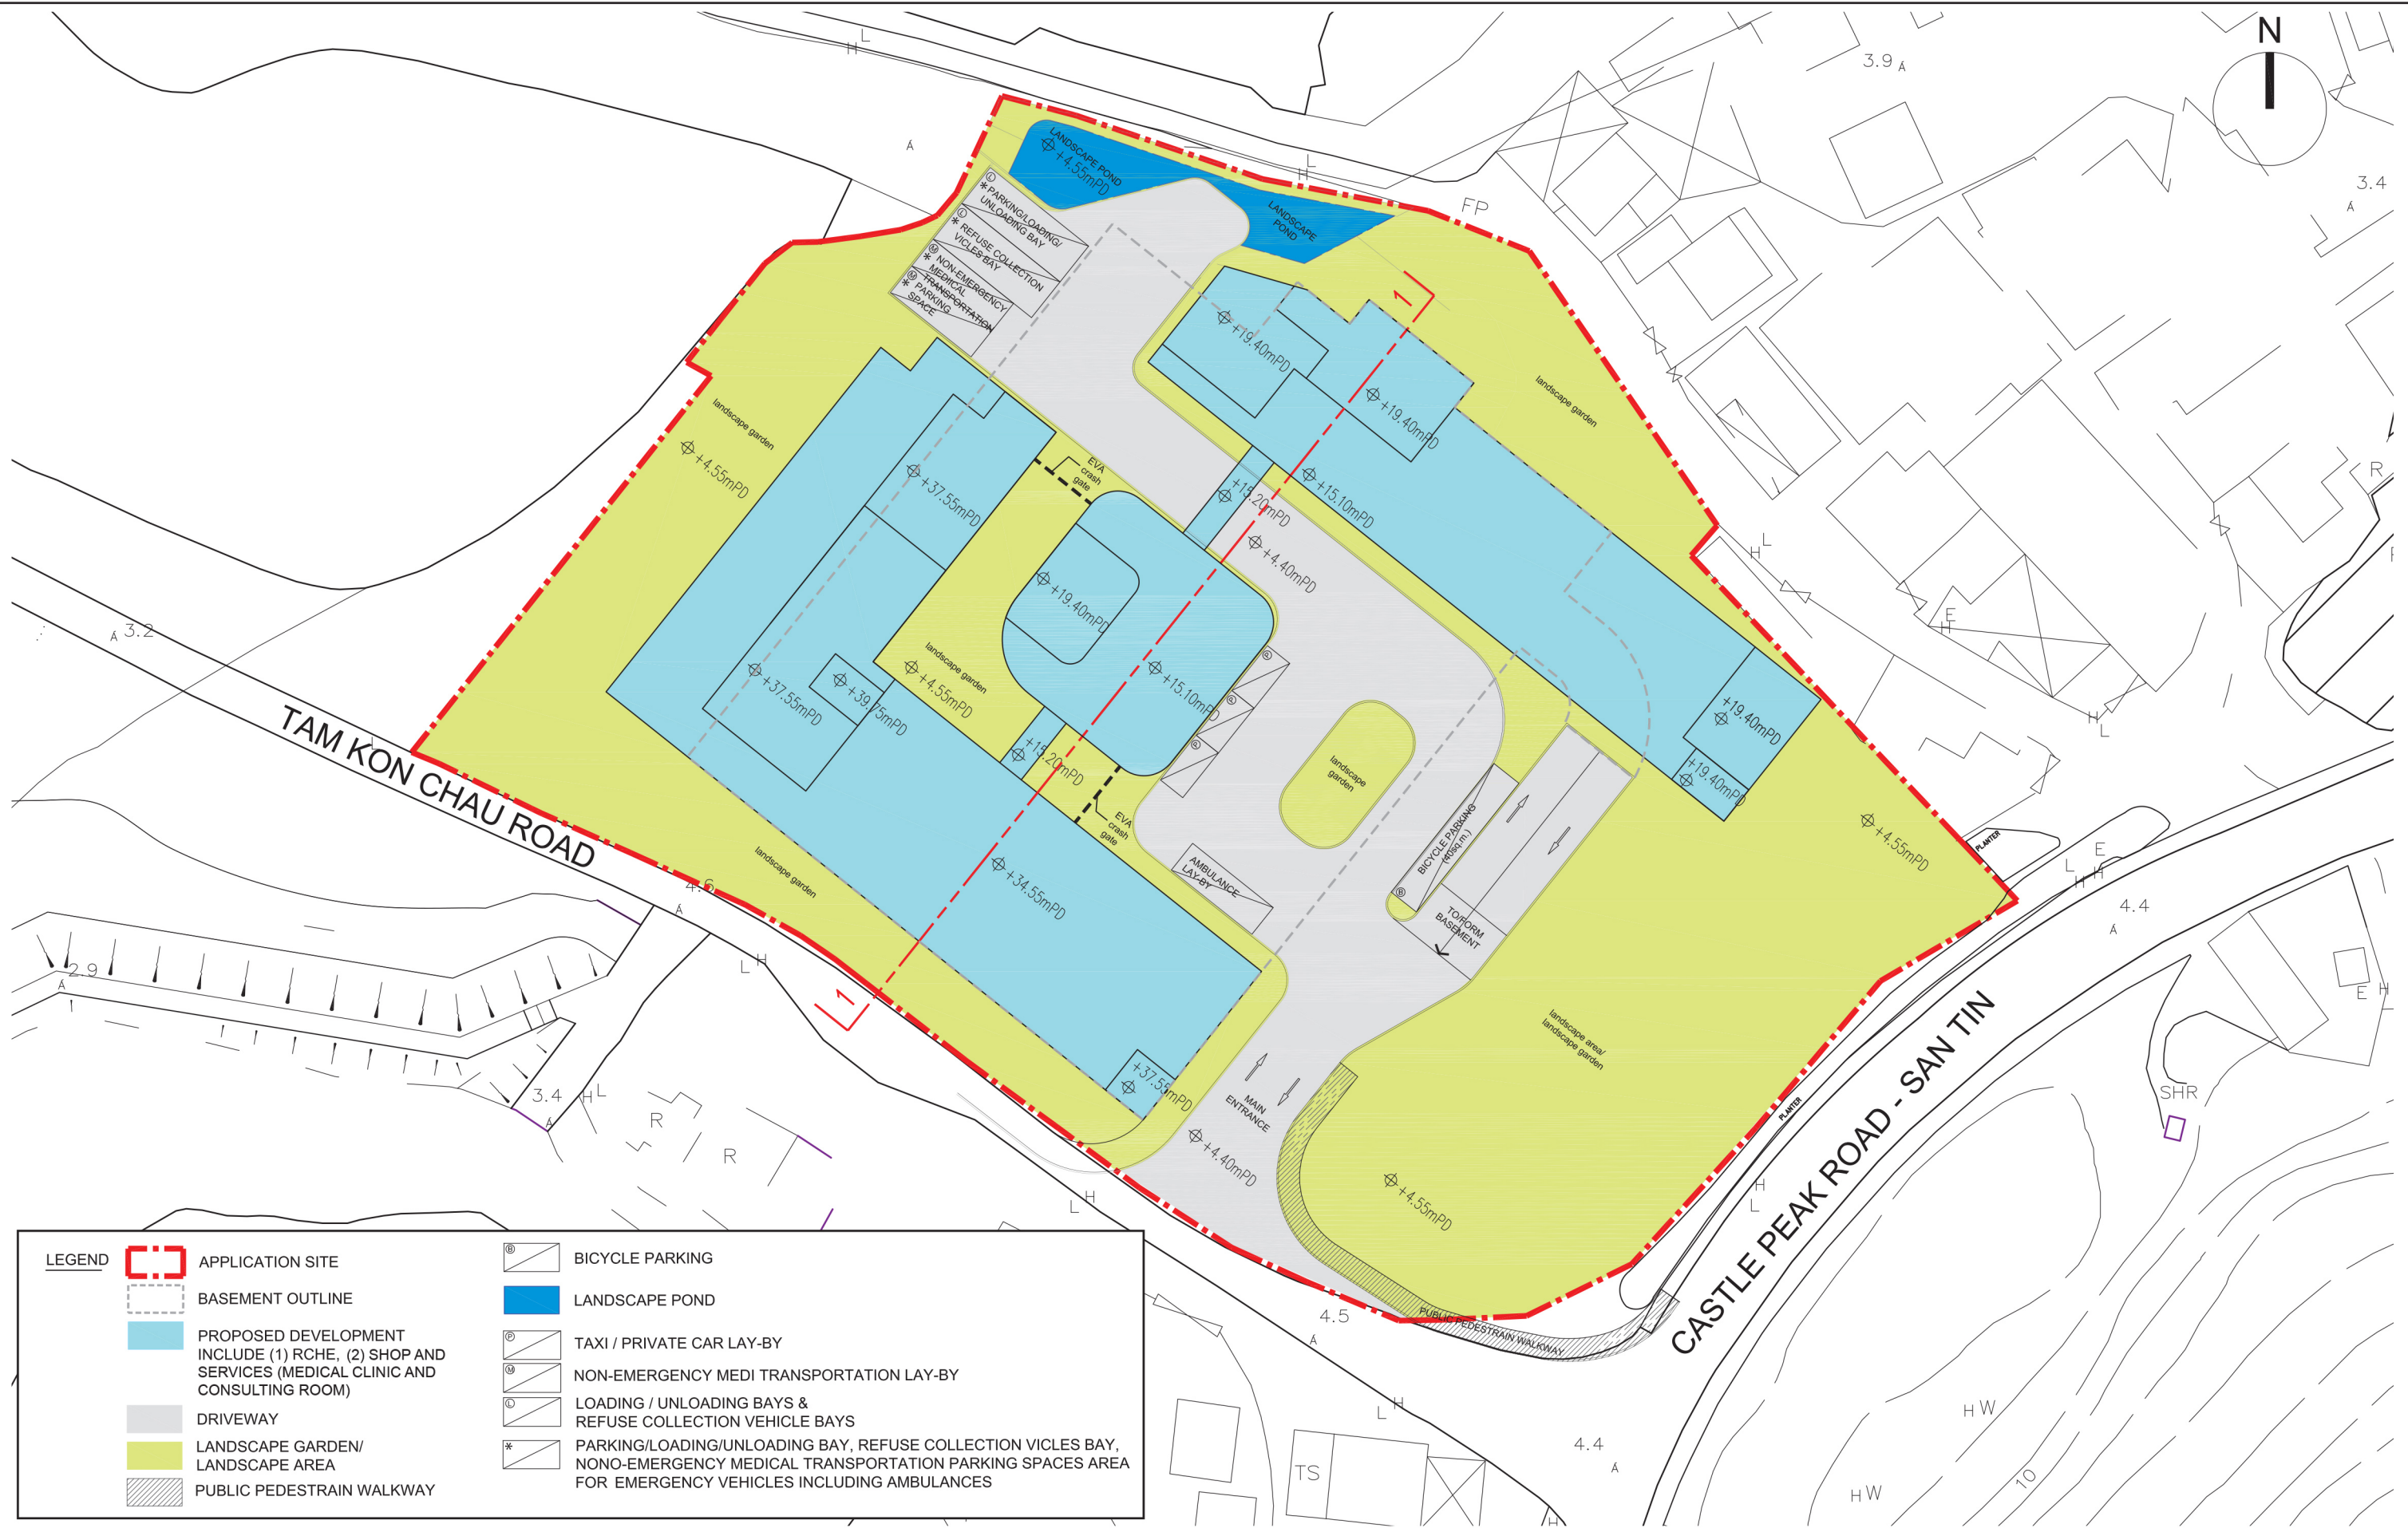 N
L
H
3.9
3.4
FP
LANDSCAPE POND
+4.55mPD
LANDSCAPE
POND
L
*PARKING/LOADING/
UNLOADING BAY
L
* REFUSE COLLECTION
VICLES BAY
M
* NON-EMERGENCY
MEDICAL
TRANSPORTATION
M
* PARKING
SPACE
1
+19.40mPD
+19.40mPD
landscape garden
landscape garden
+4.55mPD
+37.55mPD
EVA
crash
gate
+15.20mPD
+15.10mPD
+4.40mPD
+19.40mPD
+15.10mPD
landscape garden
+4.55mPD
+37.55mPD
+39.75mPD
+15.20mPD
EVA
crash
gate
P
P
P
landscape
garden
+19.40mPD
+19.40mPD
BICYCLE PARKING
(40sq.m.)
B
TO/FORM
BASEMENT
AMBULANCE
LAY-BY
+34.55mPD
landscape garden
+4.55mPD
PLANTER
TAM KON CHAU ROAD
3.2
4.6
2.9
3.4
1
+37.55mPD
MAIN
ENTRANCE
+4.40mPD
landscape area/
landscape garden
+4.55mPD
PUBLIC PEDESTRAIN WALKWAY
PLANTER
CASTLE PEAK ROAD - SAN TIN
4.4
SHR
R
R
R
E
H
4.5
4.4
TS
H W
H W
10
LEGEND
APPLICATION SITE
BASEMENT OUTLINE
PROPOSED DEVELOPMENT
INCLUDE (1) RCHE, (2) SHOP AND
SERVICES (MEDICAL CLINIC AND
CONSULTING ROOM)
DRIVEWAY
LANDSCAPE GARDEN/
LANDSCAPE AREA
PUBLIC PEDESTRAIN WALKWAY
B
BICYCLE PARKING
LANDSCAPE POND
P
TAXI / PRIVATE CAR LAY-BY
M
NON-EMERGENCY MEDI TRANSPORTATION LAY-BY
L
LOADING / UNLOADING BAYS &
REFUSE COLLECTION VEHICLE BAYS
*
PARKING/LOADING/UNLOADING BAY, REFUSE COLLECTION VICLES BAY,
NONO-EMERGENCY MEDICAL TRANSPORTATION PARKING SPACES AREA
FOR EMERGENCY VEHICLES INCLUDING AMBULANCES